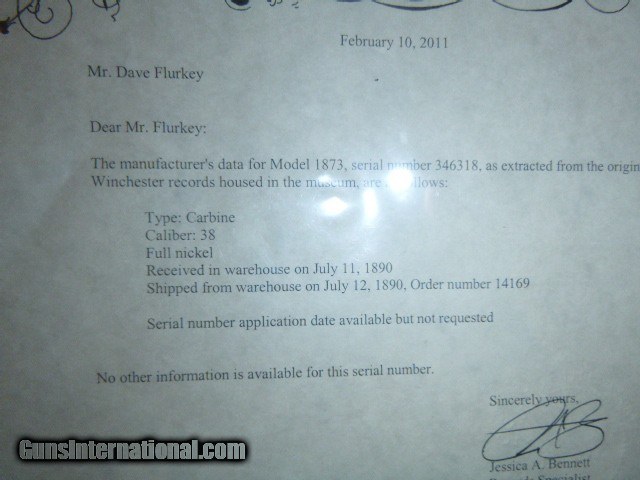 February 10, 2011
Mr. Dave Flurkey
Dear Mr. Flurkey:
The manufacturer's data for Model 1873, serial number 346318, as extracted from the origin
Winchester records housed in the museum, are follows:
Type: Carbine
Caliber: 38
Full nickel
Received in warehouse on July 11, 1890
Shipped from warehouse on July 12, 1890, Order number 14169
Serial number application date available but not requested
No other information is available for this serial number.
Sincerely yours,
Jessica A. Bennett
Records Specialist
GunsInternational.com